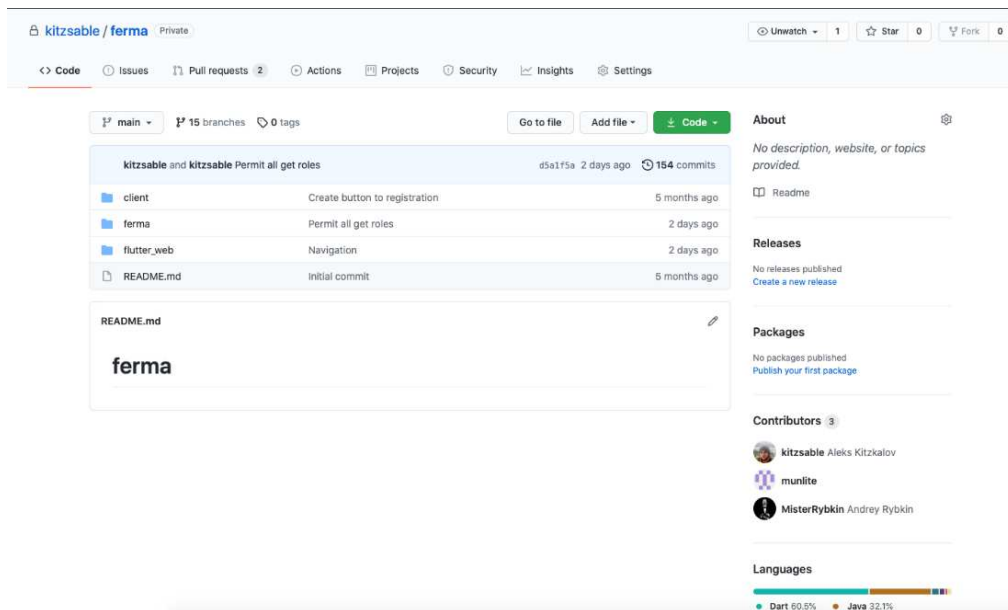 kitzsable / ferma Private
Unwatch 1 Star 0 Fork 0
Code Issues Pull requests 2 Actions Projects Security Insights Settings
main 15 branches 0 tags Go to file Add file Code
kitzsable and kitzsable Permit all get roles d5a1f5a 2 days ago 154 commits
client Create button to registration 5 months ago
ferma Permit all get roles 2 days ago
flutter_web Navigation 2 days ago
README.md Initial commit 5 months ago
README.md
ferma
About
No description, website, or topics
provided.
Readme
Releases
No releases published
Create a new release
Packages
No packages published
Publish your first package
Contributors 3
kitzsable Aleks Kitzkalov
munlite
MisterRybkin Andrey Rybkin
Languages
Dart 60.5% Java 32.1%